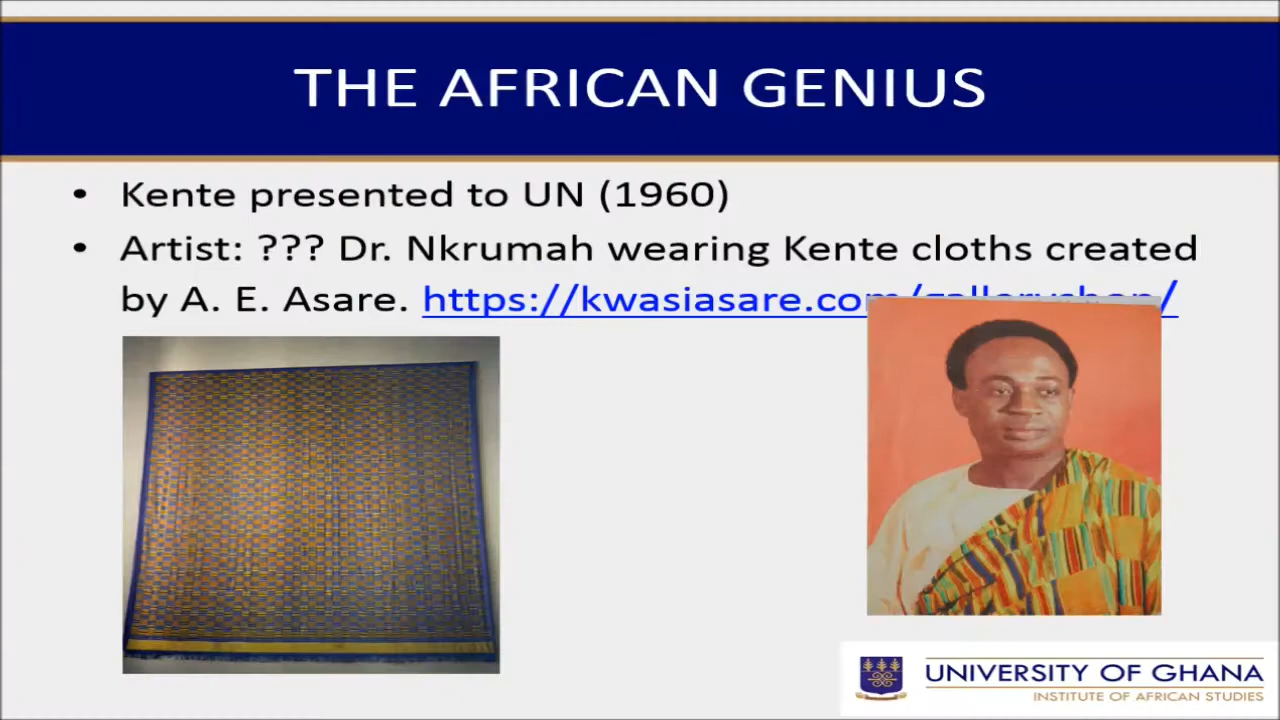 THE AFRICAN GENIUS
• Kente presented to UN (1960)
• Artist: ??? Dr. Nkrumah wearing Kente cloths created
by A. E. Asare. https://kwasiasare.com/galleryshop/
UNIVERSITY OF GHANA
INSTITUTE OF AFRICAN STUDIES